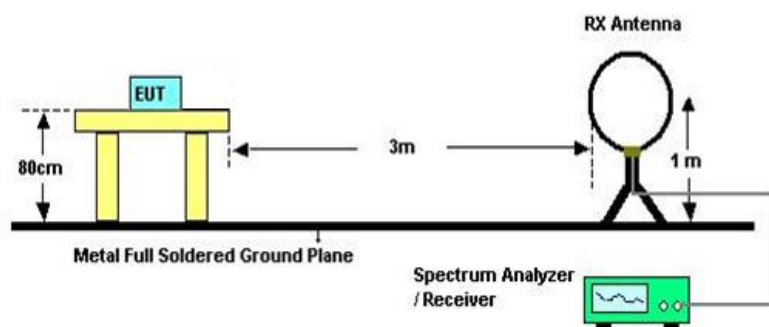 RX Antenna
EUT
3m
80cm
1 m
Metal Full Soldered Ground Plane
Spectrum Analyzer
/ Receiver